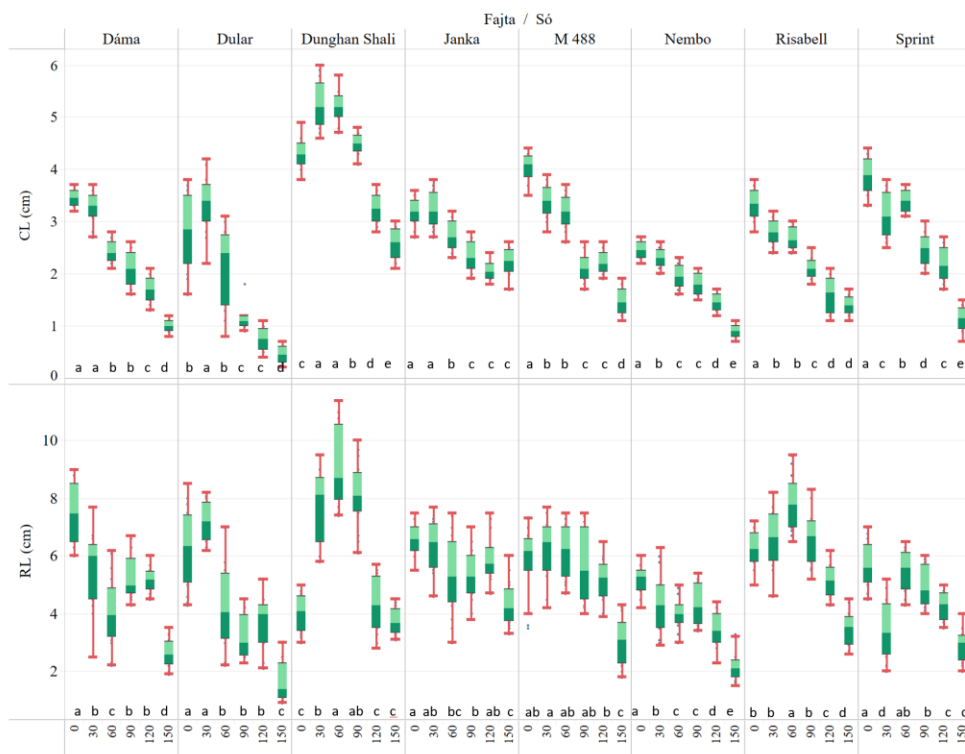 Fajta / Só
Dáma Dular Dunghan Shali Janka M 488 Nembo Risabell Sprint
6
5
4
3
2
1
0
CL (cm)
a a b b c d b a b c c d c a a b d e
10
8
6
4
2
RL (cm)
a b c b b d a a b b b c c b a ab c c a ab bc b ab c ab a ab ab b c a b c c d e b b a b c d
0 30 60 90 120 150 0 30 60 90 120 150 0 30 60 90 120 150 0 30 60 90 120 150 0 30 60 90 120 150 0 30 60 90 120 150 0 30 60 90 120 150 0 30 60 90 120 150